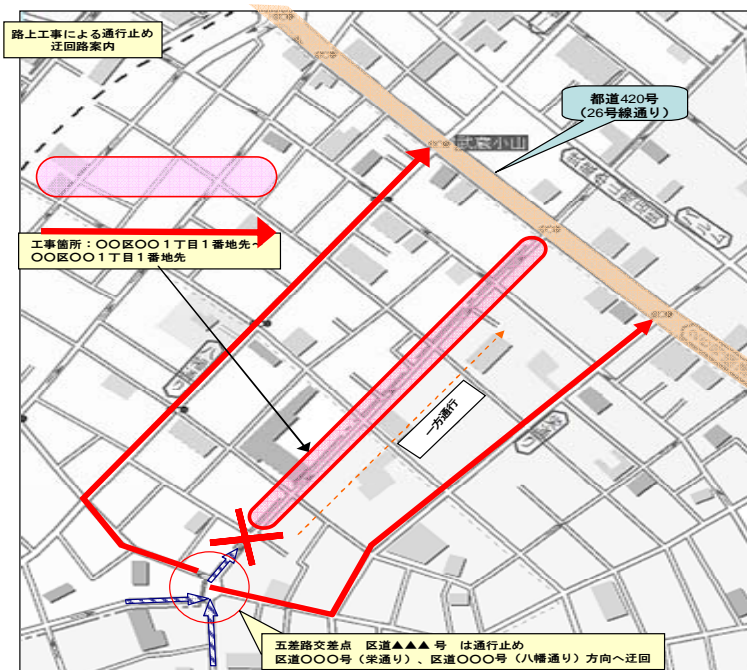 路上工事による通行止め
迂回路案内
都道420号
（26号線通り）
武蔵小山
工事箇所：〇〇区〇〇１丁目１番地先～
〇〇区〇〇１丁目１番地先
一方通行
五差路交差点　区道▲▲▲ 号　は通行止め
区道〇〇〇号（栄通り）、区道〇〇〇号（八幡通り）方向へ迂回